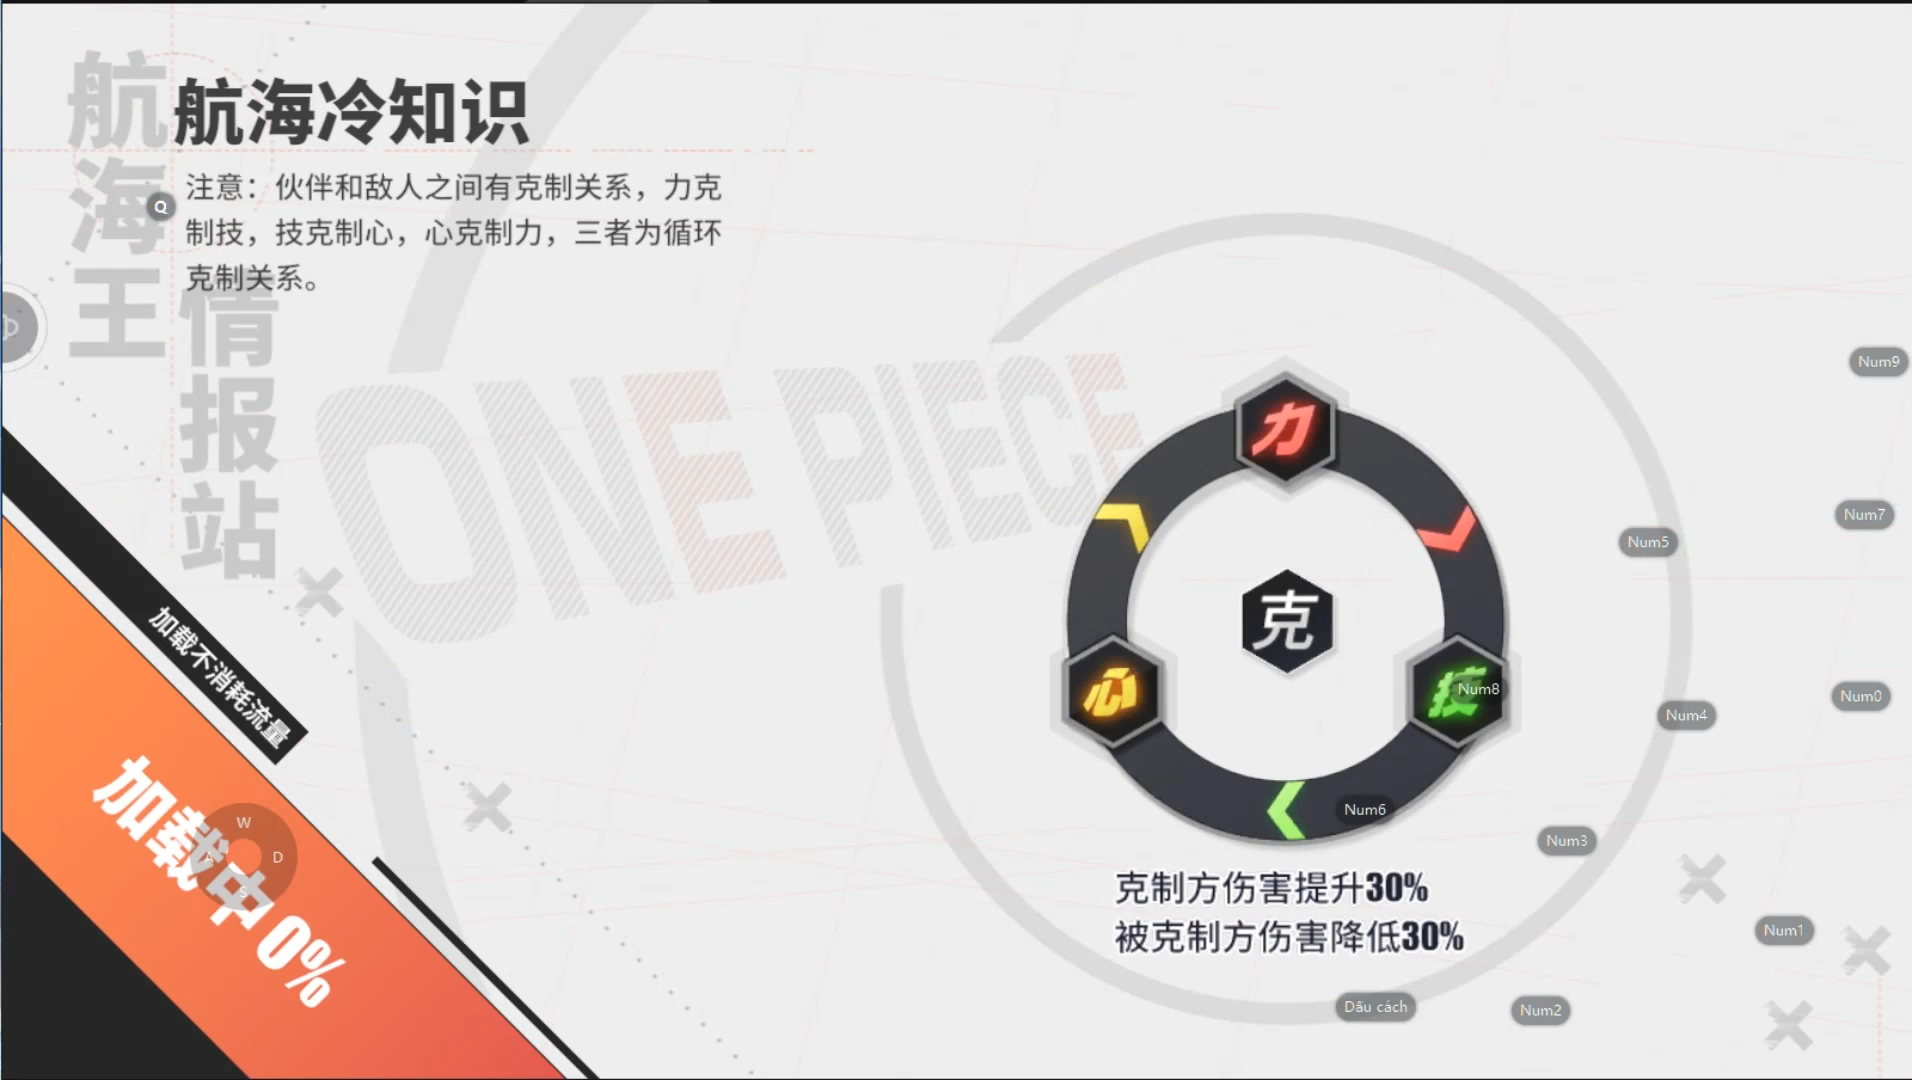 航海王
情报站
航海冷知识
Q
注意：伙伴和敌人之间有克制关系，力克
制技，技克制心，心克制力，三者为循环
克制关系。
ONE PIECE
力
心
克
技
克制方伤害提升30%
被克制方伤害降低30%
加载不消耗流量
加载中 0%
W
A
D
S
Num9
Num7
Num5
Num8
Num0
Num4
Num6
Num3
Num1
Dấu cách
Num2